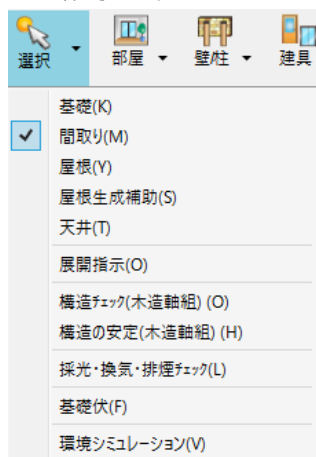 選択
部屋
壁/柱
建具
基礎(K)
間取り(M)
屋根(Y)
屋根生成補助(S)
天井(T)
展開指示(O)
構造ﾁｪｯｸ(木造軸組) (O)
構造の安定(木造軸組) (H)
採光･換気･排煙ﾁｪｯｸ(L)
基礎伏(F)
環境ｼﾐｭﾚｰｼｮﾝ(V)